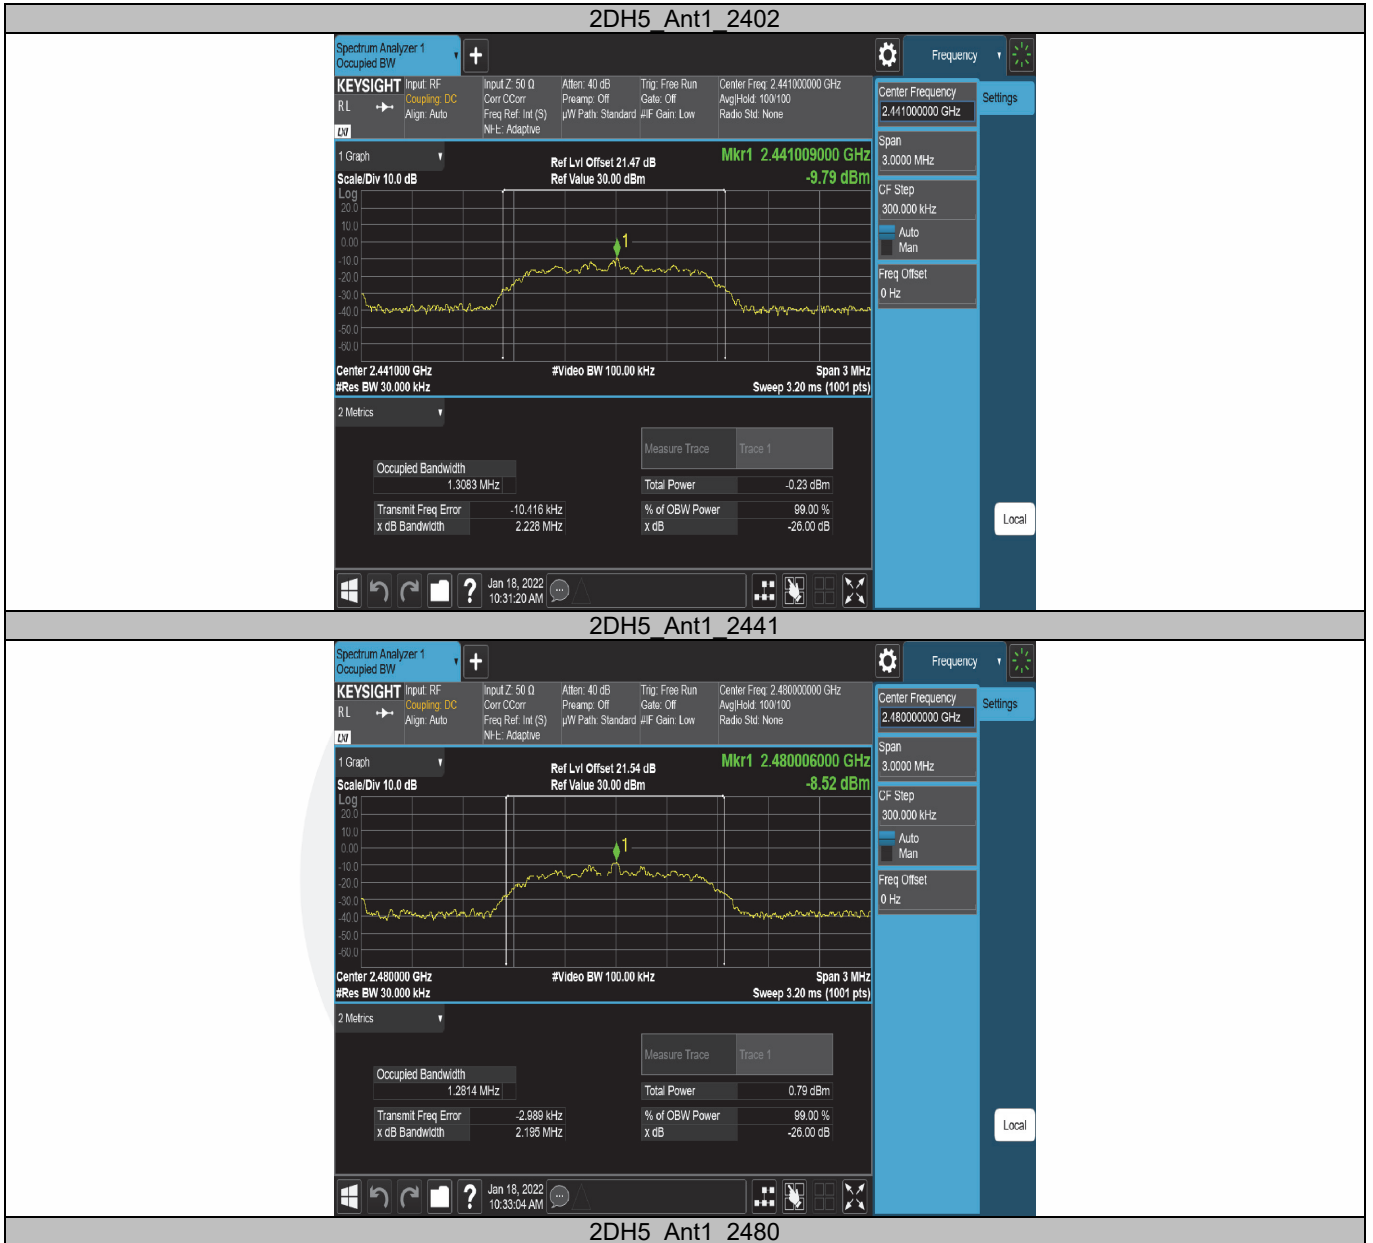 2DH5_Ant1_2402
Spectrum Analyzer 1
Occupied BW
+
Frequency
KEYSIGHT
RL
LXI
Input: RF
Coupling: DC
Align: Auto
Input Z: 50 Ω
Corr CCorr
Freq Ref: Int (S)
NFE: Adaptive
Atten: 40 dB
Preamp: Off
µW Path: Standard
Trig: Free Run
Gate: Off
#IF Gain: Low
Center Freq: 2.441000000 GHz
Avg|Hold: 100/100
Radio Std: None
Center Frequency
2.441000000 GHz
Settings
Span
3.0000 MHz
CF Step
300.000 kHz
Auto
Man
Freq Offset
0 Hz
Local
1 Graph
Scale/Div 10.0 dB
Ref Lvl Offset 21.47 dB
Ref Value 30.00 dBm
Mkr1 2.441009000 GHz
-9.79 dBm
Log
20.0
10.0
0.00
-10.0
-20.0
-30.0
-40.0
-50.0
-60.0
1
Center 2.441000 GHz
#Video BW 100.00 kHz
Span 3 MHz
#Res BW 30.000 kHz
Sweep 3.20 ms (1001 pts)
2 Metrics
Measure Trace Trace 1
Occupied Bandwidth
1.3083 MHz
Total Power -0.23 dBm
Transmit Freq Error -10.416 kHz
% of OBW Power 99.00 %
x dB Bandwidth 2.228 MHz
x dB -26.00 dB
?
Jan 18, 2022
10:31:20 AM
2DH5_Ant1_2441
Spectrum Analyzer 1
Occupied BW
+
Frequency
KEYSIGHT
RL
LXI
Input: RF
Coupling: DC
Align: Auto
Input Z: 50 Ω
Corr CCorr
Freq Ref: Int (S)
NFE: Adaptive
Atten: 40 dB
Preamp: Off
µW Path: Standard
Trig: Free Run
Gate: Off
#IF Gain: Low
Center Freq: 2.480000000 GHz
Avg|Hold: 100/100
Radio Std: None
Center Frequency
2.480000000 GHz
Settings
Span
3.0000 MHz
CF Step
300.000 kHz
Auto
Man
Freq Offset
0 Hz
Local
1 Graph
Scale/Div 10.0 dB
Ref Lvl Offset 21.54 dB
Ref Value 30.00 dBm
Mkr1 2.480006000 GHz
-8.52 dBm
Log
20.0
10.0
0.00
-10.0
-20.0
-30.0
-40.0
-50.0
-60.0
1
Center 2.480000 GHz
#Video BW 100.00 kHz
Span 3 MHz
#Res BW 30.000 kHz
Sweep 3.20 ms (1001 pts)
2 Metrics
Measure Trace Trace 1
Occupied Bandwidth
1.2814 MHz
Total Power 0.79 dBm
Transmit Freq Error -2.989 kHz
% of OBW Power 99.00 %
x dB Bandwidth 2.195 MHz
x dB -26.00 dB
?
Jan 18, 2022
10:33:04 AM
2DH5_Ant1_2480